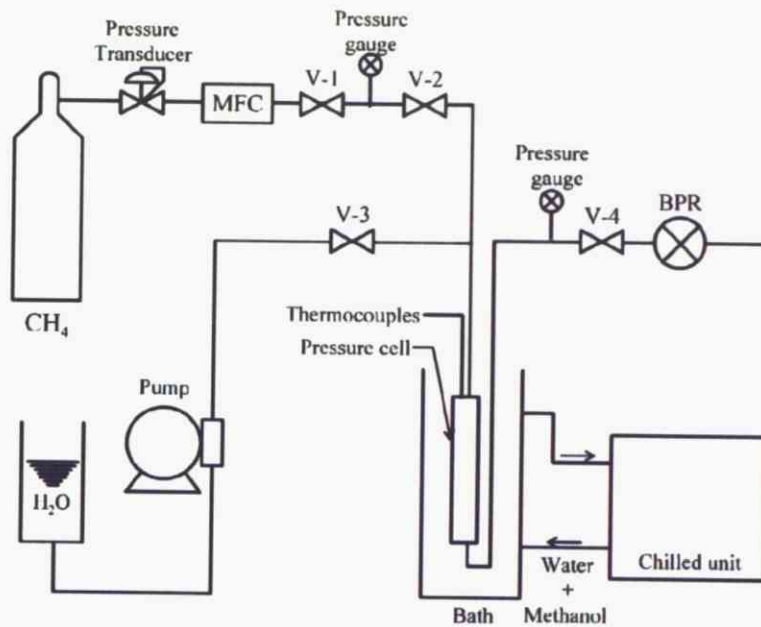 Pressure
Transducer
Pressure
gauge
MFC
V-1
V-2
Pressure
gauge
V-3
V-4
BPR
CH₄
Thermocouples
Pressure cell
Pump
H₂O
Chilled unit
Water
+
Methanol
Bath